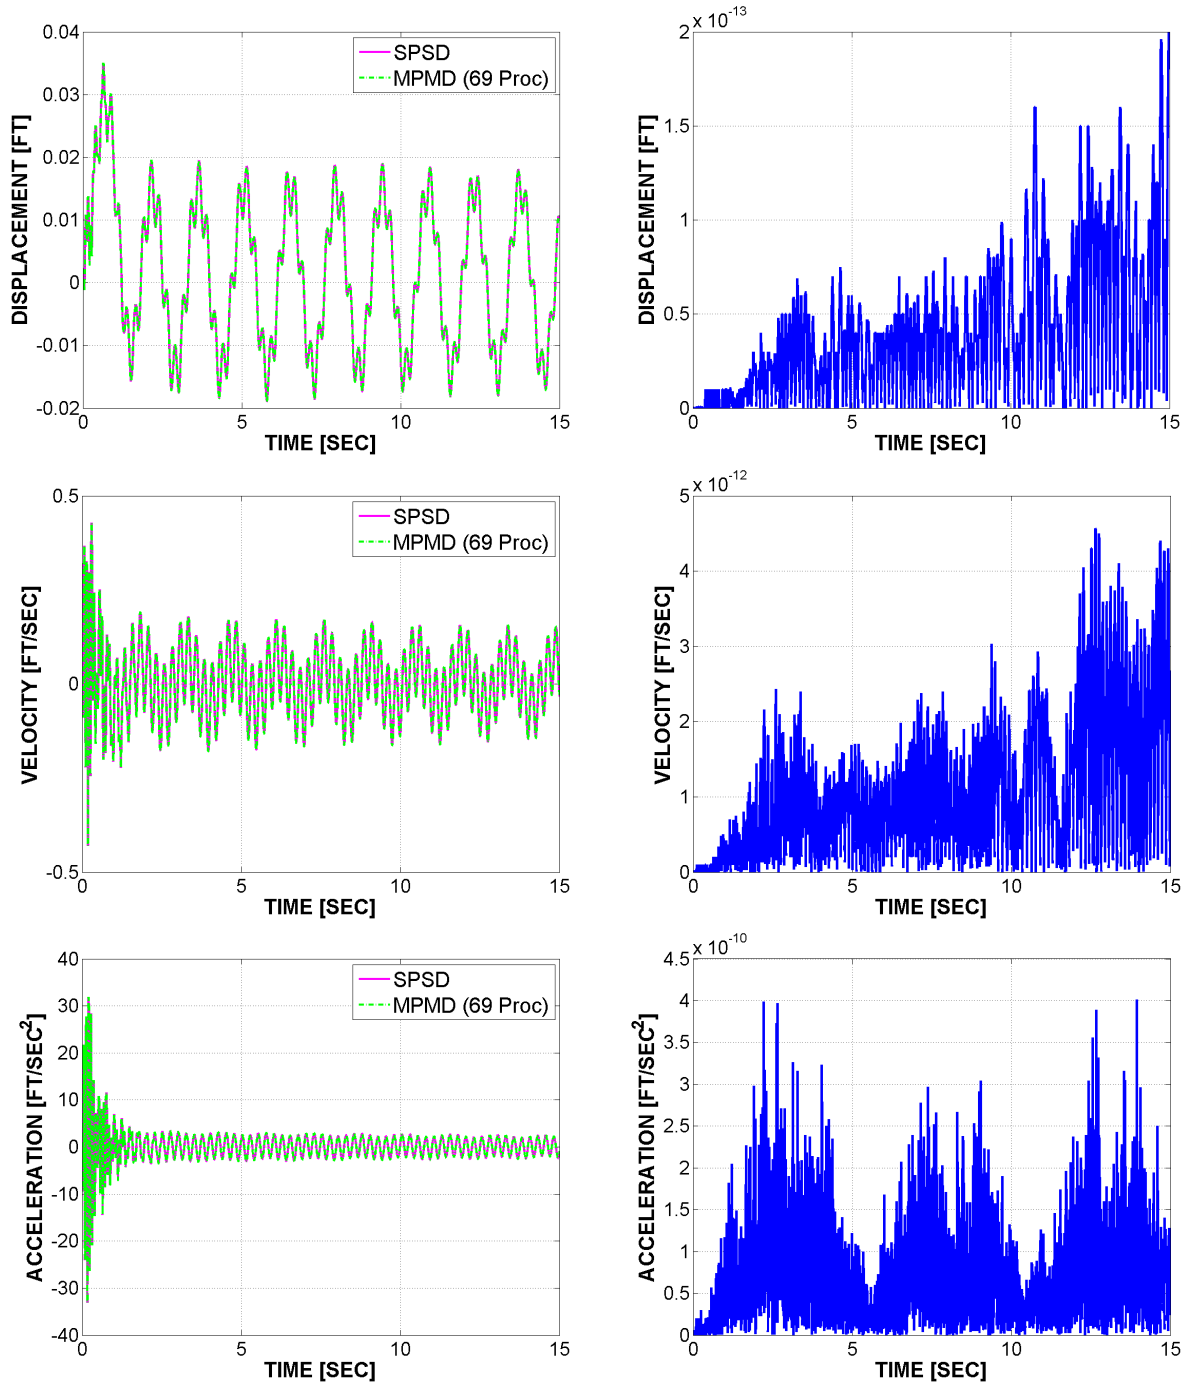 0.04
0.03
0.02
0.01
0
-0.01
-0.02
DISPLACEMENT [FT]
SPSD
MPMD (69 Proc)
0 5 10 15
TIME [SEC]
x 10-13
2
1.5
1
0.5
0
DISPLACEMENT [FT]
0 5 10 15
TIME [SEC]
0.5
0
-0.5
VELOCITY [FT/SEC]
SPSD
MPMD (69 Proc)
0 5 10 15
TIME [SEC]
x 10-12
5
4
3
2
1
0
VELOCITY [FT/SEC]
0 5 10 15
TIME [SEC]
40
30
20
10
0
-10
-20
-30
-40
ACCELERATION [FT/SEC2]
SPSD
MPMD (69 Proc)
0 5 10 15
TIME [SEC]
x 10-10
4.5
4
3.5
3
2.5
2
1.5
1
0.5
0
ACCELERATION [FT/SEC2]
0 5 10 15
TIME [SEC]